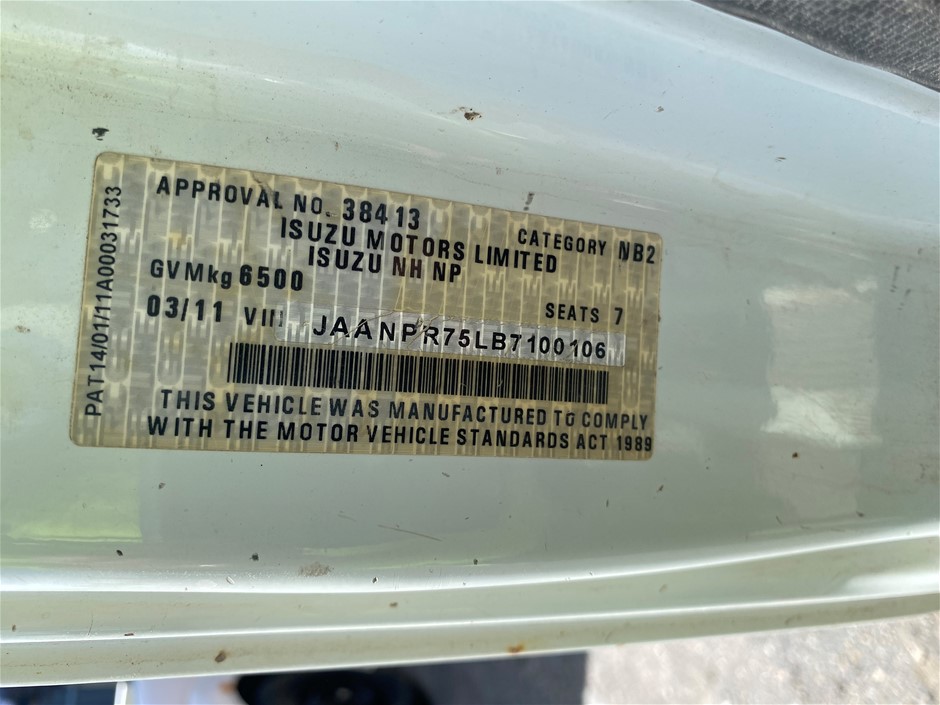 APPROVAL NO. 38413
CATEGORY NB2
ISUZU MOTORS LIMITED
ISUZU NH NP
GVMkg 6500
SEATS 7
03/11 VIN JAANPR75LB7100106
THIS VEHICLE WAS MANUFACTURED TO COMPLY
WITH THE MOTOR VEHICLE STANDARDS ACT 1989
PAT14/01/11A00031733